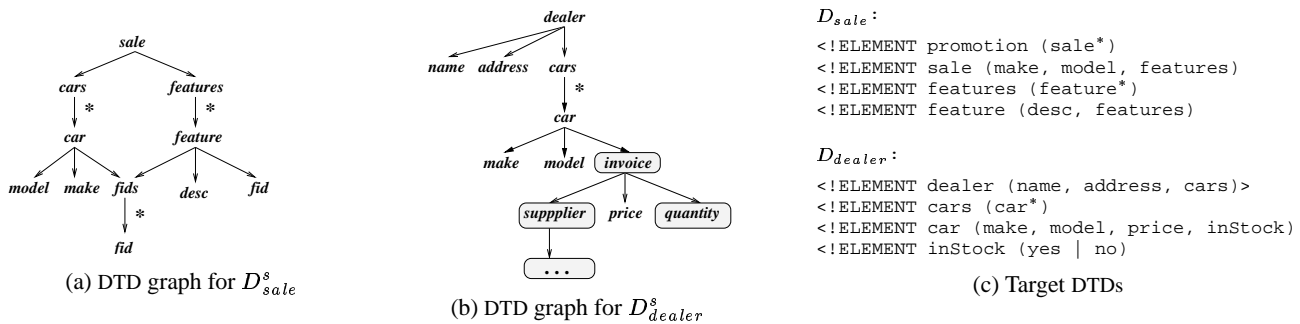 sale
cars features
* *
car feature
model make fids desc fid
*
fid
(a) DTD graph for D^s_sale
dealer
name address cars
*
car
make model invoice
suppplier price quantity
...
(b) DTD graph for D^s_dealer
D_sale:
<!ELEMENT promotion (sale*)
<!ELEMENT sale (make, model, features)
<!ELEMENT features (feature*)
<!ELEMENT feature (desc, features)
D_dealer:
<!ELEMENT dealer (name, address, cars)>
<!ELEMENT cars (car*)
<!ELEMENT car (make, model, price, inStock)
<!ELEMENT inStock (yes | no)
(c) Target DTDs